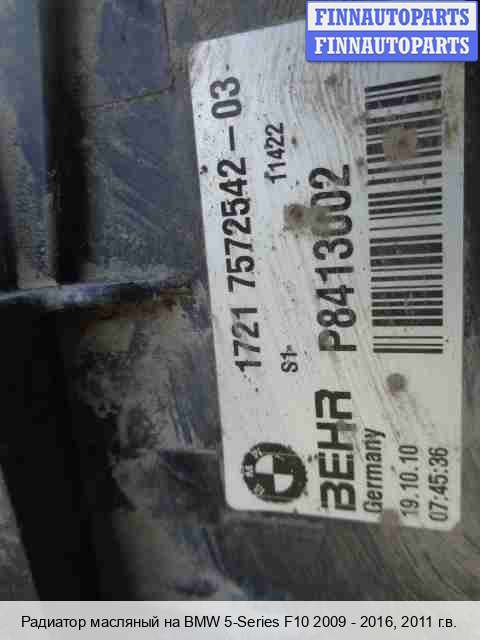 FINNAUTOPARTS
FINNAUTOPARTS
1721 7572542-03
S1- T1422
BEHR P8413002
Germany
19.10.10
07:45:36
Радиатор масляный на BMW 5-Series F10 2009 - 2016, 2011 г.в.